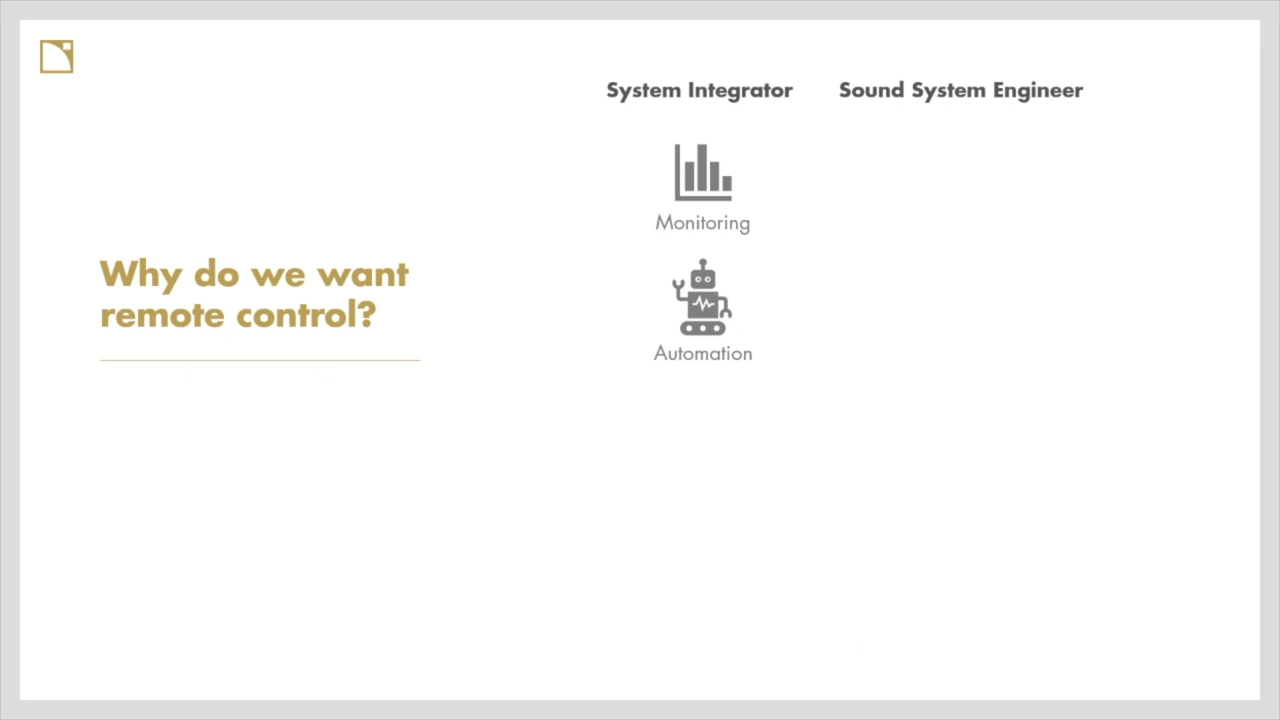 Why do we want
remote control?
System Integrator
Sound System Engineer
Monitoring
Automation